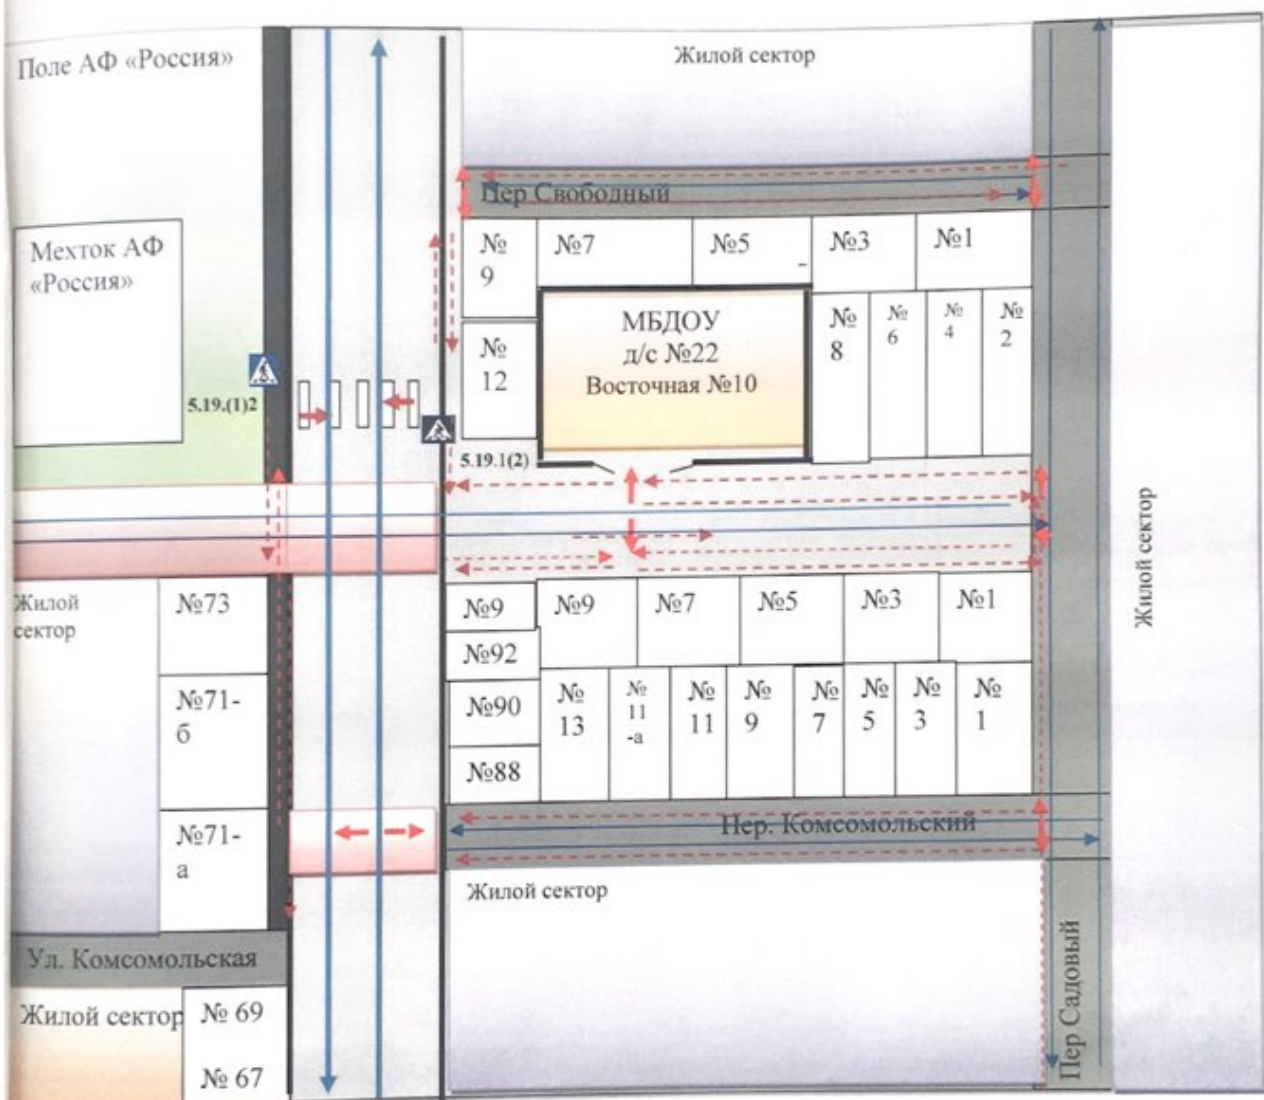 Поле АФ «Россия»
Жилой сектор
Пер Свободный
Мехток АФ
«Россия»
№
9
№7
№5
№3
№1
МБДОУ
д/с №22
Восточная №10
№
12
№
8
№
6
№
4
№
2
5.19.(1)2
5.19.1(2)
Жилой сектор
Жилой
сектор
№73
№71-
б
№71-
а
№9
№92
№90
№88
№9
№7
№5
№3
№1
№
13
№
11
-а
№
11
№
9
№
7
№
5
№
3
№
1
Пер. Комсомольский
Жилой сектор
Ул. Комсомольская
Жилой сектор
№ 69
№ 67
Пер Садовый